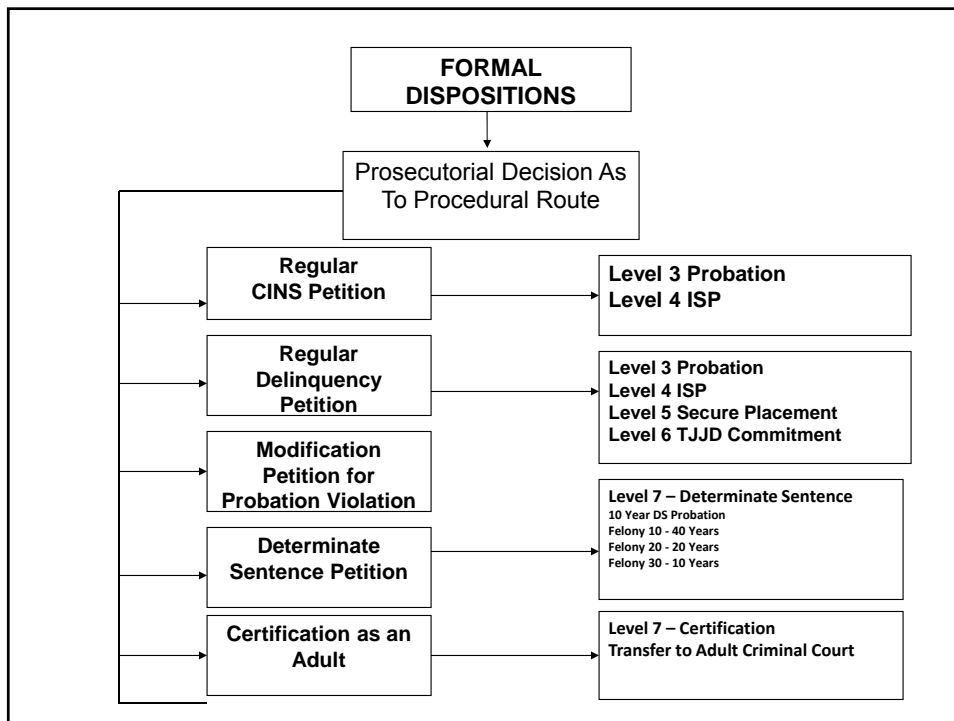 FORMAL
DISPOSITIONS
Prosecutorial Decision As
To Procedural Route
Regular
CINS Petition
Level 3 Probation
Level 4 ISP
Regular
Delinquency
Petition
Level 3 Probation
Level 4 ISP
Level 5 Secure Placement
Level 6 TJJD Commitment
Modification
Petition for
Probation Violation
Determinate
Sentence Petition
Level 7 – Determinate Sentence
10 Year DS Probation
Felony 10 - 40 Years
Felony 20 - 20 Years
Felony 30 - 10 Years
Certification as an
Adult
Level 7 – Certification
Transfer to Adult Criminal Court